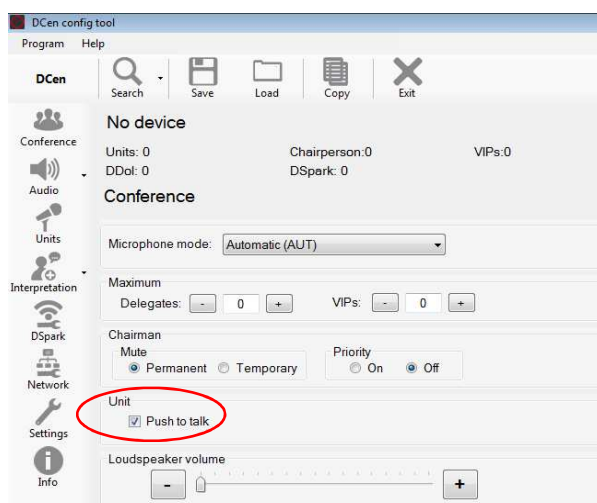 DCen config tool
Program Help
DCen
Search Save Load Copy Exit
Conference
Audio
Units
Interpretation
DSpark
Network
Settings
Info
No device
Units: 0 Chairperson:0 VIPs:0
DDol: 0 DSpark: 0
Conference
Microphone mode: Automatic (AUT)
Maximum
Delegates: - 0 + VIPs: - 0 +
Chairman
Mute Priority
Permanent Temporary On Off
Unit
Push to talk
Loudspeaker volume
- +